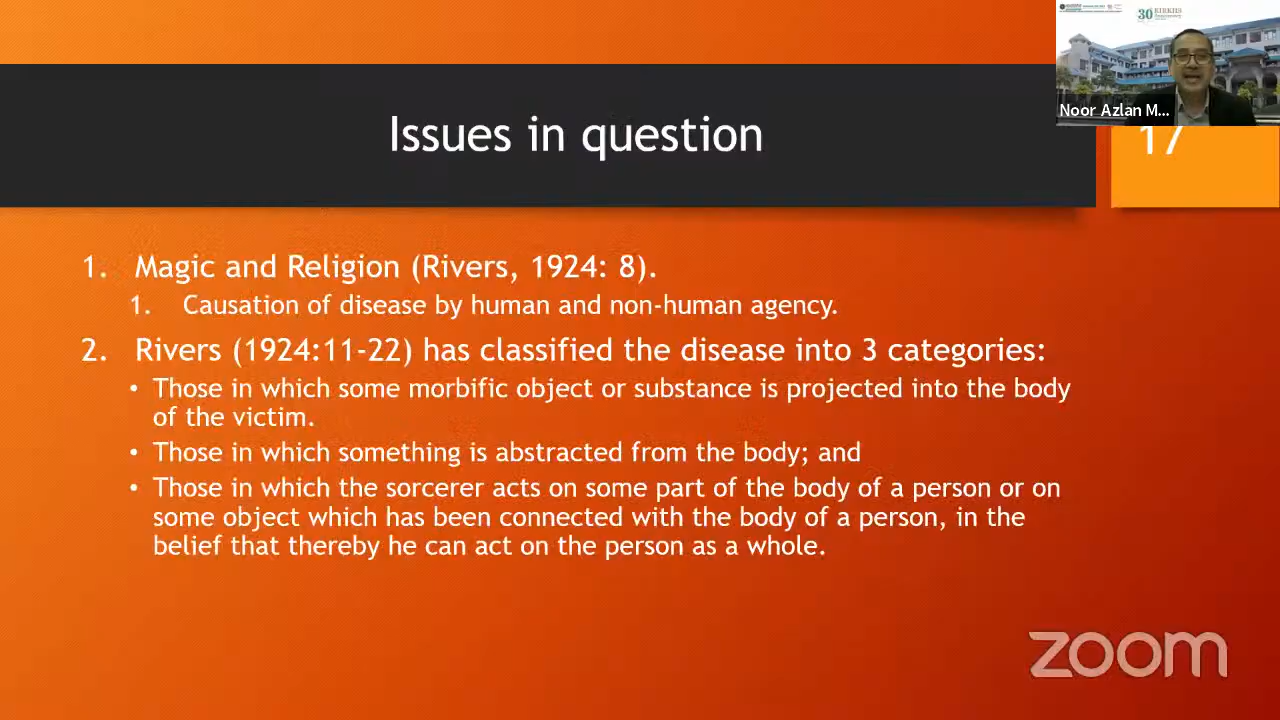 30
Noor Azlan M...
Issues in question
17
1. Magic and Religion (Rivers, 1924: 8).
1. Causation of disease by human and non-human agency.
2. Rivers (1924:11-22) has classified the disease into 3 categories:
• Those in which some morbific object or substance is projected into the body
of the victim.
• Those in which something is abstracted from the body; and
• Those in which the sorcerer acts on some part of the body of a person or on
some object which has been connected with the body of a person, in the
belief that thereby he can act on the person as a whole.
zoom